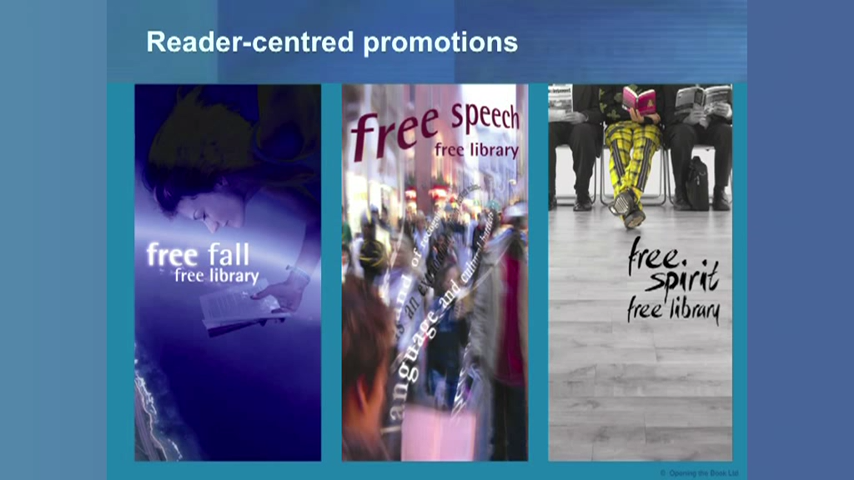 Reader-centred promotions
free fall
free library
free speech
free library
language and cultur
free spirit
free library
© Opening the Book Ltd